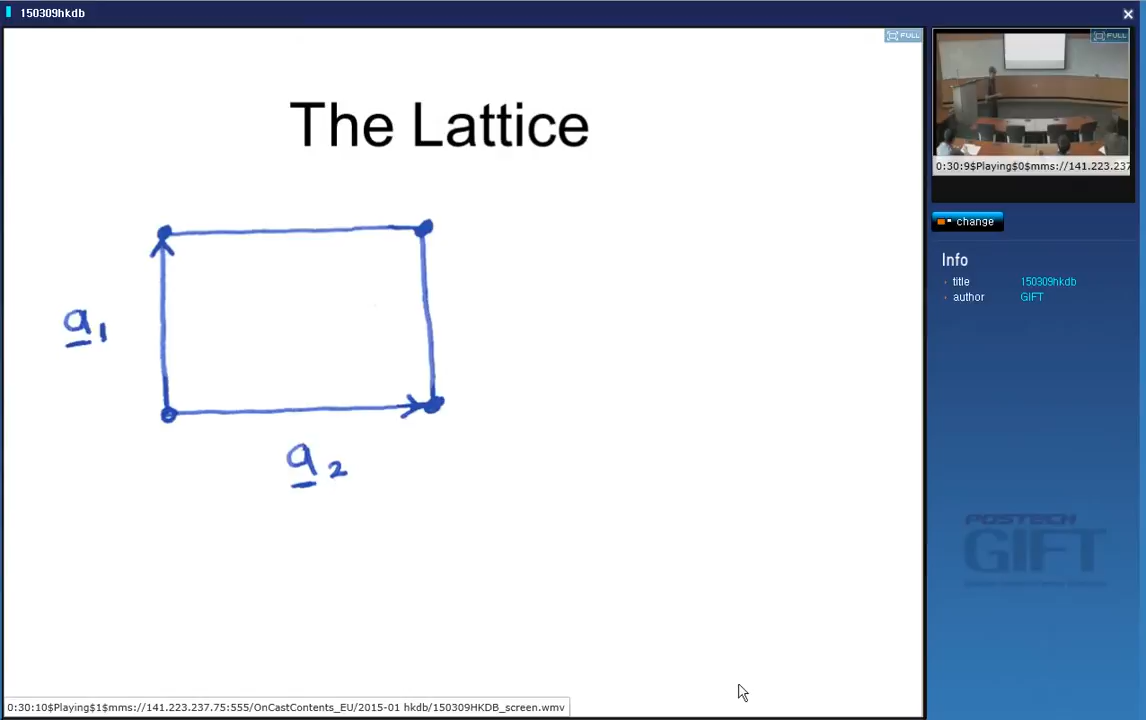 150309hkdb
FULL
The Lattice
a1
a2
0:30:10$Playing$1$mms://141.223.237.75:555/OnCastContents_EU/2015-01 hkdb/150309HKDB_screen.wmv
FULL
0:30:9$Playing$0$mms://141.223.237
change
Info
title 150309hkdb
author GIFT
POSTECH
GIFT